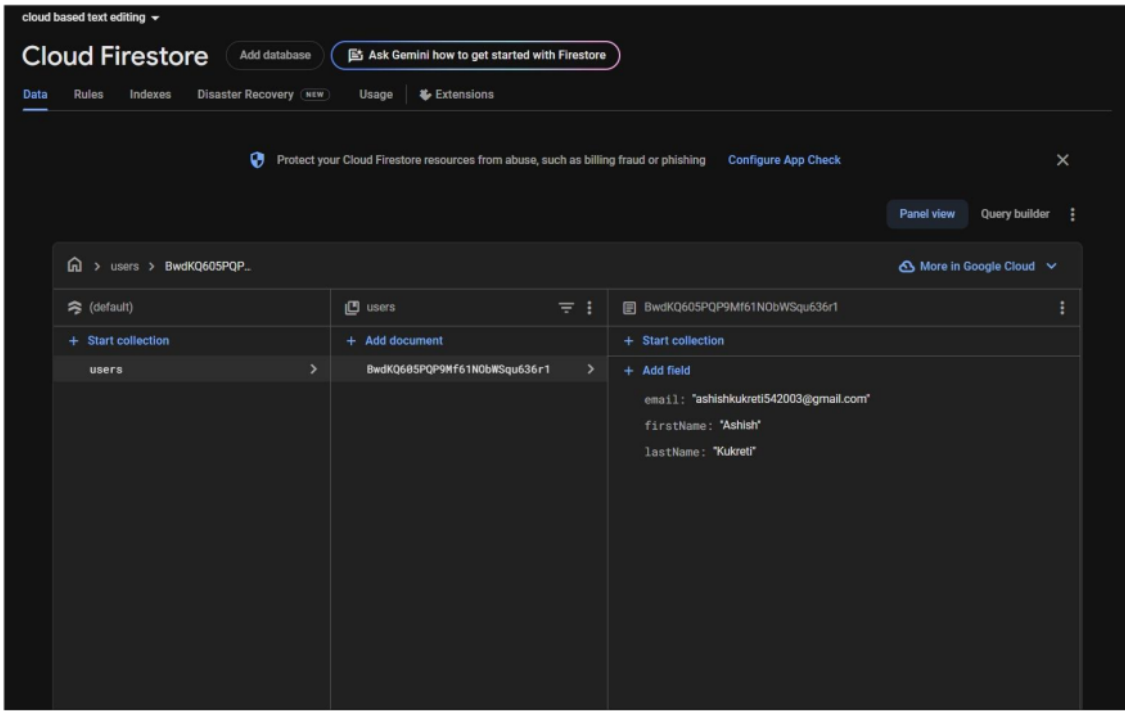 cloud based text editing
Cloud Firestore Add database Ask Gemini how to get started with Firestore
Data Rules Indexes Disaster Recovery NEW Usage Extensions
Protect your Cloud Firestore resources from abuse, such as billing fraud or phishing Configure App Check
Panel view Query builder
users > BwdKQ605PQP... More in Google Cloud
(default) users BwdKQ605PQP9Mf61NObWSqu636r1
+ Start collection + Add document + Start collection
users BwdKQ605PQP9Mf61NObWSqu636r1 + Add field
email: "ashishkukreti542003@gmail.com"
firstName: "Ashish"
lastName: "Kukreti"